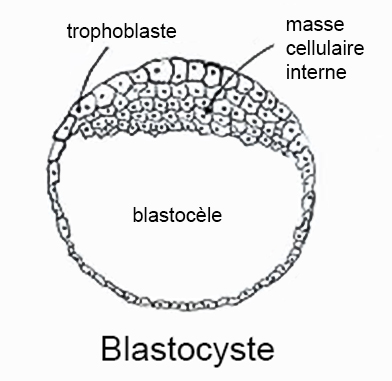 trophoblaste
masse
cellulaire
interne
blastocèle
Blastocyste